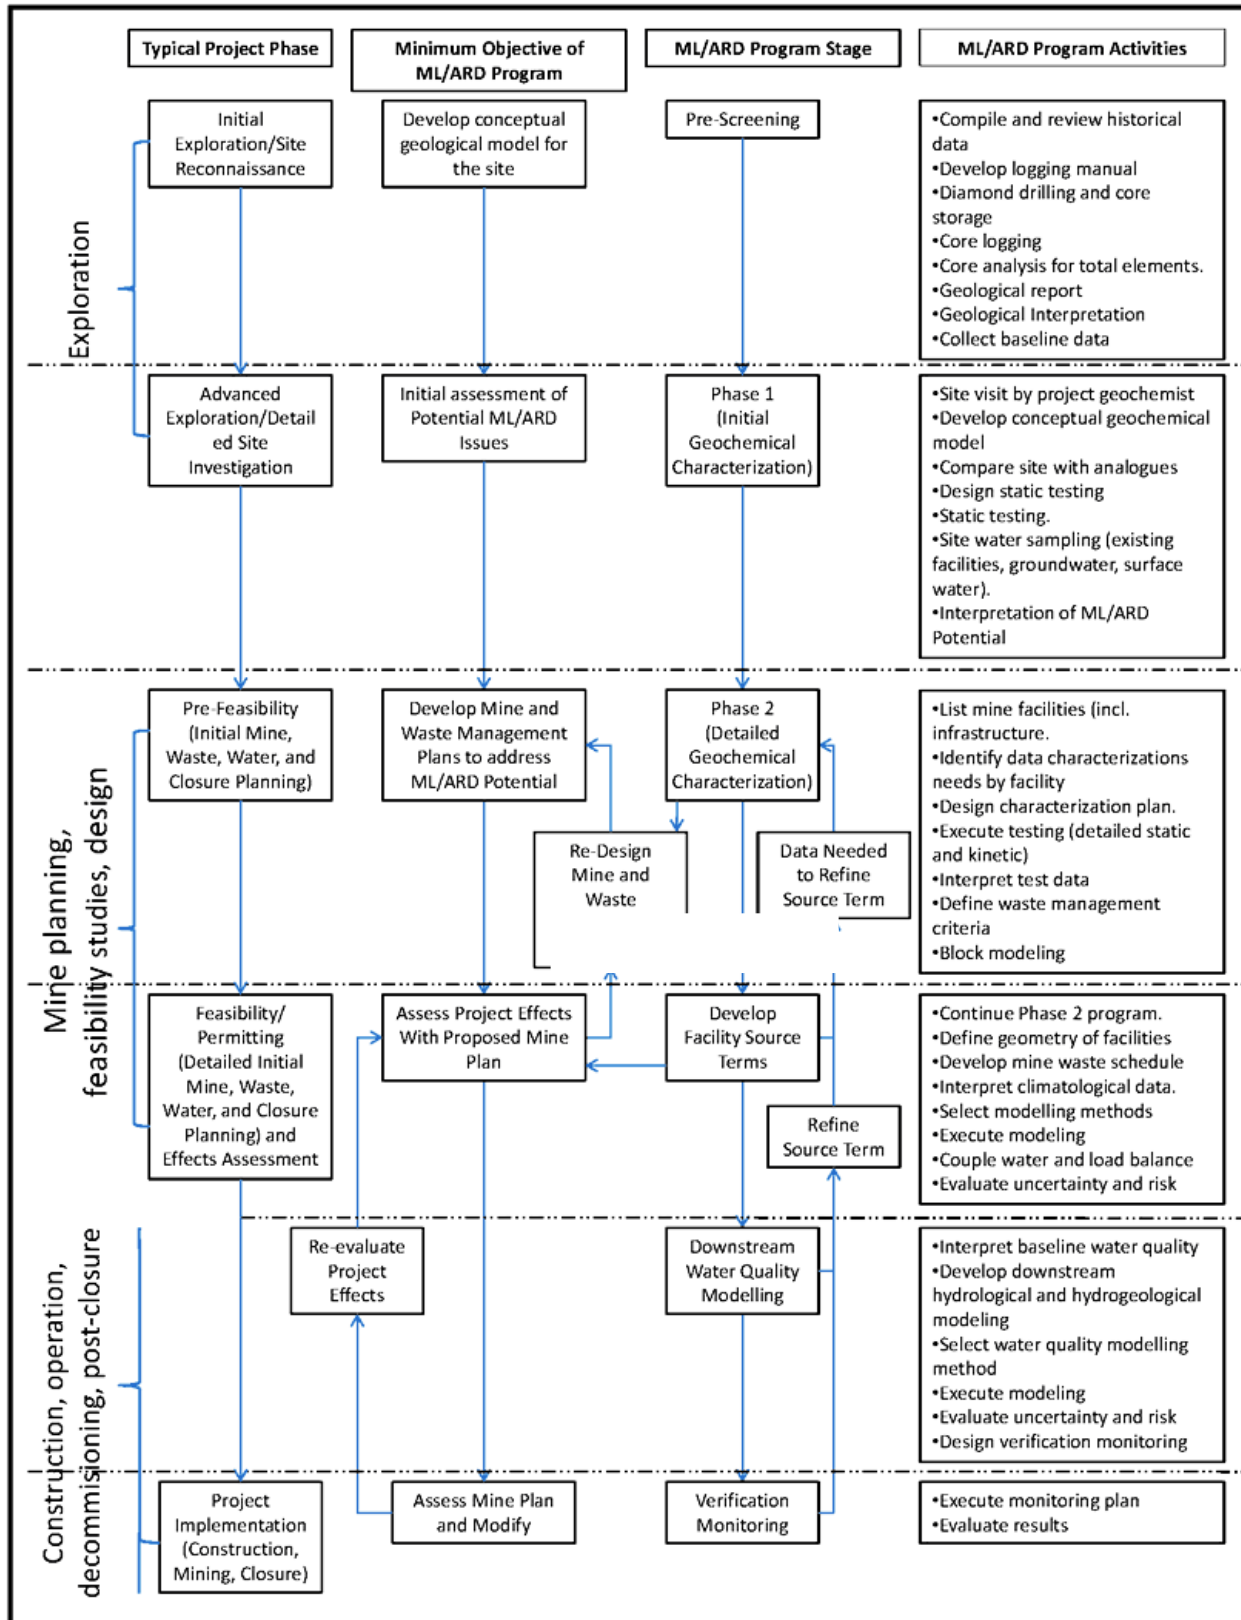 Typical Project Phase
Minimum Objective of
ML/ARD Program
ML/ARD Program Stage
ML/ARD Program Activities
Exploration
Initial
Exploration/Site
Reconnaissance
Develop conceptual
geological model for
the site
Pre-Screening
•Compile and review historical
data
•Develop logging manual
•Diamond drilling and core
storage
•Core logging
•Core analysis for total elements.
•Geological report
•Geological Interpretation
•Collect baseline data
Advanced
Exploration/Detail
ed Site
Investigation
Initial assessment of
Potential ML/ARD
Issues
Phase 1
(Initial
Geochemical
Characterization)
•Site visit by project geochemist
•Develop conceptual geochemical
model
•Compare site with analogues
•Design static testing
•Static testing.
•Site water sampling (existing
facilities, groundwater, surface
water).
•Interpretation of ML/ARD
Potential
Mine planning,
feasibility studies, design
Pre-Feasibility
(Initial Mine,
Waste, Water, and
Closure Planning)
Develop Mine and
Waste Management
Plans to address
ML/ARD Potential
Phase 2
(Detailed
Geochemical
Characterization)
Re-Design
Mine and
Waste
Data Needed
to Refine
Source Term
•List mine facilities (incl.
infrastructure.
•Identify data characterizations
needs by facility
•Design characterization plan.
•Execute testing (detailed static
and kinetic)
•Interpret test data
•Define waste management
criteria
•Block modeling
Feasibility/
Permitting
(Detailed Initial
Mine, Waste,
Water, and Closure
Planning) and
Effects Assessment
Assess Project Effects
With Proposed Mine
Plan
Develop
Facility Source
Terms
Refine
Source Term
•Continue Phase 2 program.
•Define geometry of facilities
•Develop mine waste schedule
•Interpret climatological data.
•Select modelling methods
•Execute modeling
•Couple water and load balance
•Evaluate uncertainty and risk
Construction, operation,
decommisioning, post-closure
Re-evaluate
Project
Effects
Downstream
Water Quality
Modelling
•Interpret baseline water quality
•Develop downstream
hydrological and hydrogeological
modeling
•Select water quality modelling
method
•Execute modeling
•Evaluate uncertainty and risk
•Design verification monitoring
Project
Implementation
(Construction,
Mining, Closure)
Assess Mine Plan
and Modify
Verification
Monitoring
•Execute monitoring plan
•Evaluate results